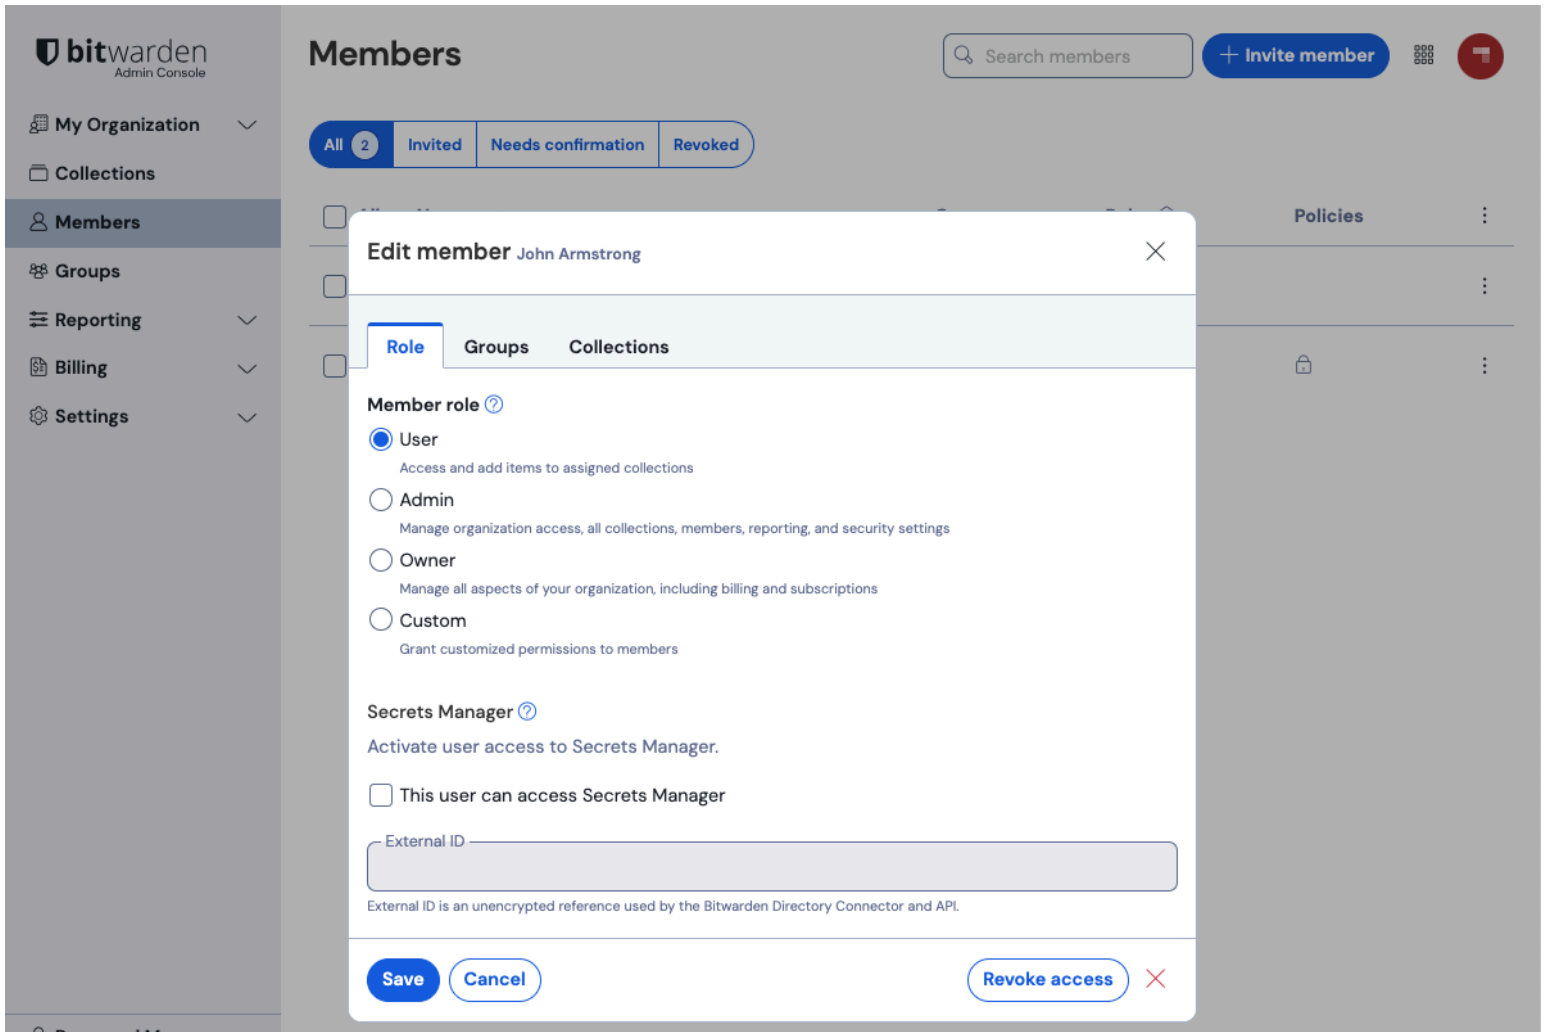 bitwarden
Admin Console
My Organization
Collections
Members
Groups
Reporting
Billing
Settings
Members
Search members
Invite member
All 2
Invited
Needs confirmation
Revoked
Policies
Edit member John Armstrong
Role
Groups
Collections
Member role
User
Access and add items to assigned collections
Admin
Manage organization access, all collections, members, reporting, and security settings
Owner
Manage all aspects of your organization, including billing and subscriptions
Custom
Grant customized permissions to members
Secrets Manager
Activate user access to Secrets Manager.
This user can access Secrets Manager
External ID
External ID is an unencrypted reference used by the Bitwarden Directory Connector and API.
Save
Cancel
Revoke access